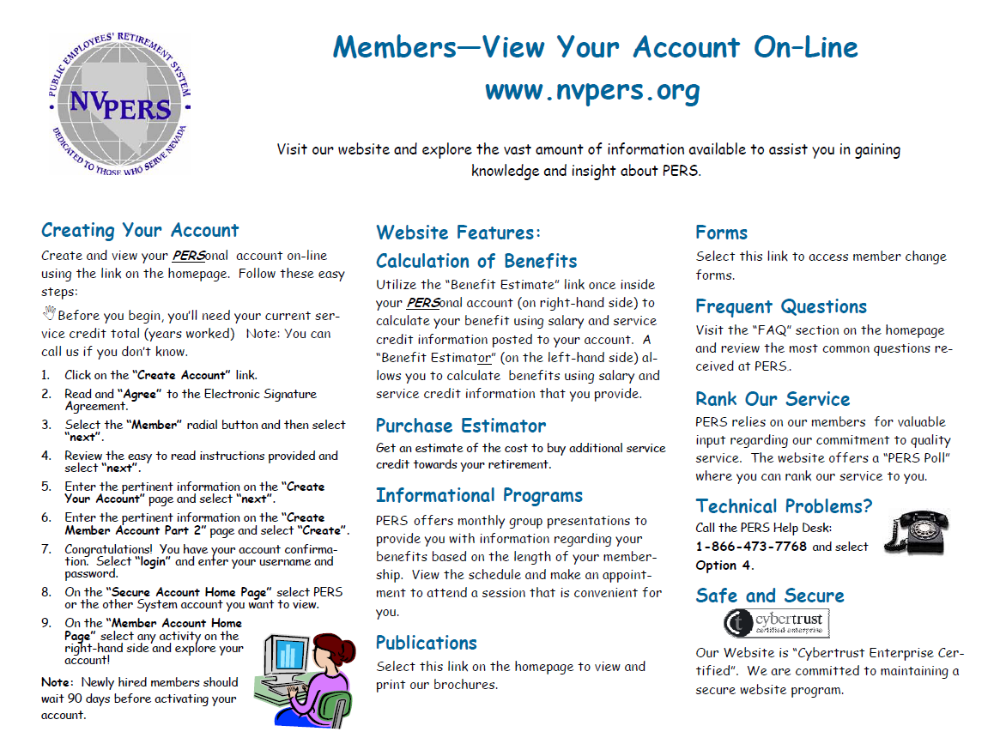 PUBLIC EMPLOYEES' RETIREMENT SYSTEM
NVPERS
DEDICATED TO THOSE WHO SERVE NEVADA
Members—View Your Account On-Line
www.nvpers.org
Visit our website and explore the vast amount of information available to assist you in gaining
knowledge and insight about PERS.
Creating Your Account
Create and view your PERSonal account on-line
using the link on the homepage. Follow these easy
steps:
Before you begin, you'll need your current ser-
vice credit total (years worked) Note: You can
call us if you don't know.
1. Click on the "Create Account" link.
2. Read and "Agree" to the Electronic Signature
Agreement.
3. Select the "Member" radial button and then select
"next".
4. Review the easy to read instructions provided and
select "next".
5. Enter the pertinent information on the "Create
Your Account" page and select "next".
6. Enter the pertinent information on the "Create
Member Account Part 2" page and select "Create".
7. Congratulations! You have your account confirma-
tion. Select "login" and enter your username and
password.
8. On the "Secure Account Home Page" select PERS
or the other System account you want to view.
9. On the "Member Account Home
Page" select any activity on the
right-hand side and explore your
account!
Note: Newly hired members should
wait 90 days before activating your
account.
Website Features:
Calculation of Benefits
Utilize the "Benefit Estimate" link once inside
your PERSonal account (on right-hand side) to
calculate your benefit using salary and service
credit information posted to your account. A
"Benefit Estimator" (on the left-hand side) al-
lows you to calculate benefits using salary and
service credit information that you provide.
Purchase Estimator
Get an estimate of the cost to buy additional service
credit towards your retirement.
Informational Programs
PERS offers monthly group presentations to
provide you with information regarding your
benefits based on the length of your member-
ship. View the schedule and make an appoint-
ment to attend a session that is convenient for
you.
Publications
Select this link on the homepage to view and
print our brochures.
Forms
Select this link to access member change
forms.
Frequent Questions
Visit the "FAQ" section on the homepage
and review the most common questions re-
ceived at PERS.
Rank Our Service
PERS relies on our members for valuable
input regarding our commitment to quality
service. The website offers a "PERS Poll"
where you can rank our service to you.
Technical Problems?
Call the PERS Help Desk:
1-866-473-7768 and select
Option 4.
Safe and Secure
cybertrust
certified enterprise
Our Website is "Cybertrust Enterprise Cer-
tified". We are committed to maintaining a
secure website program.